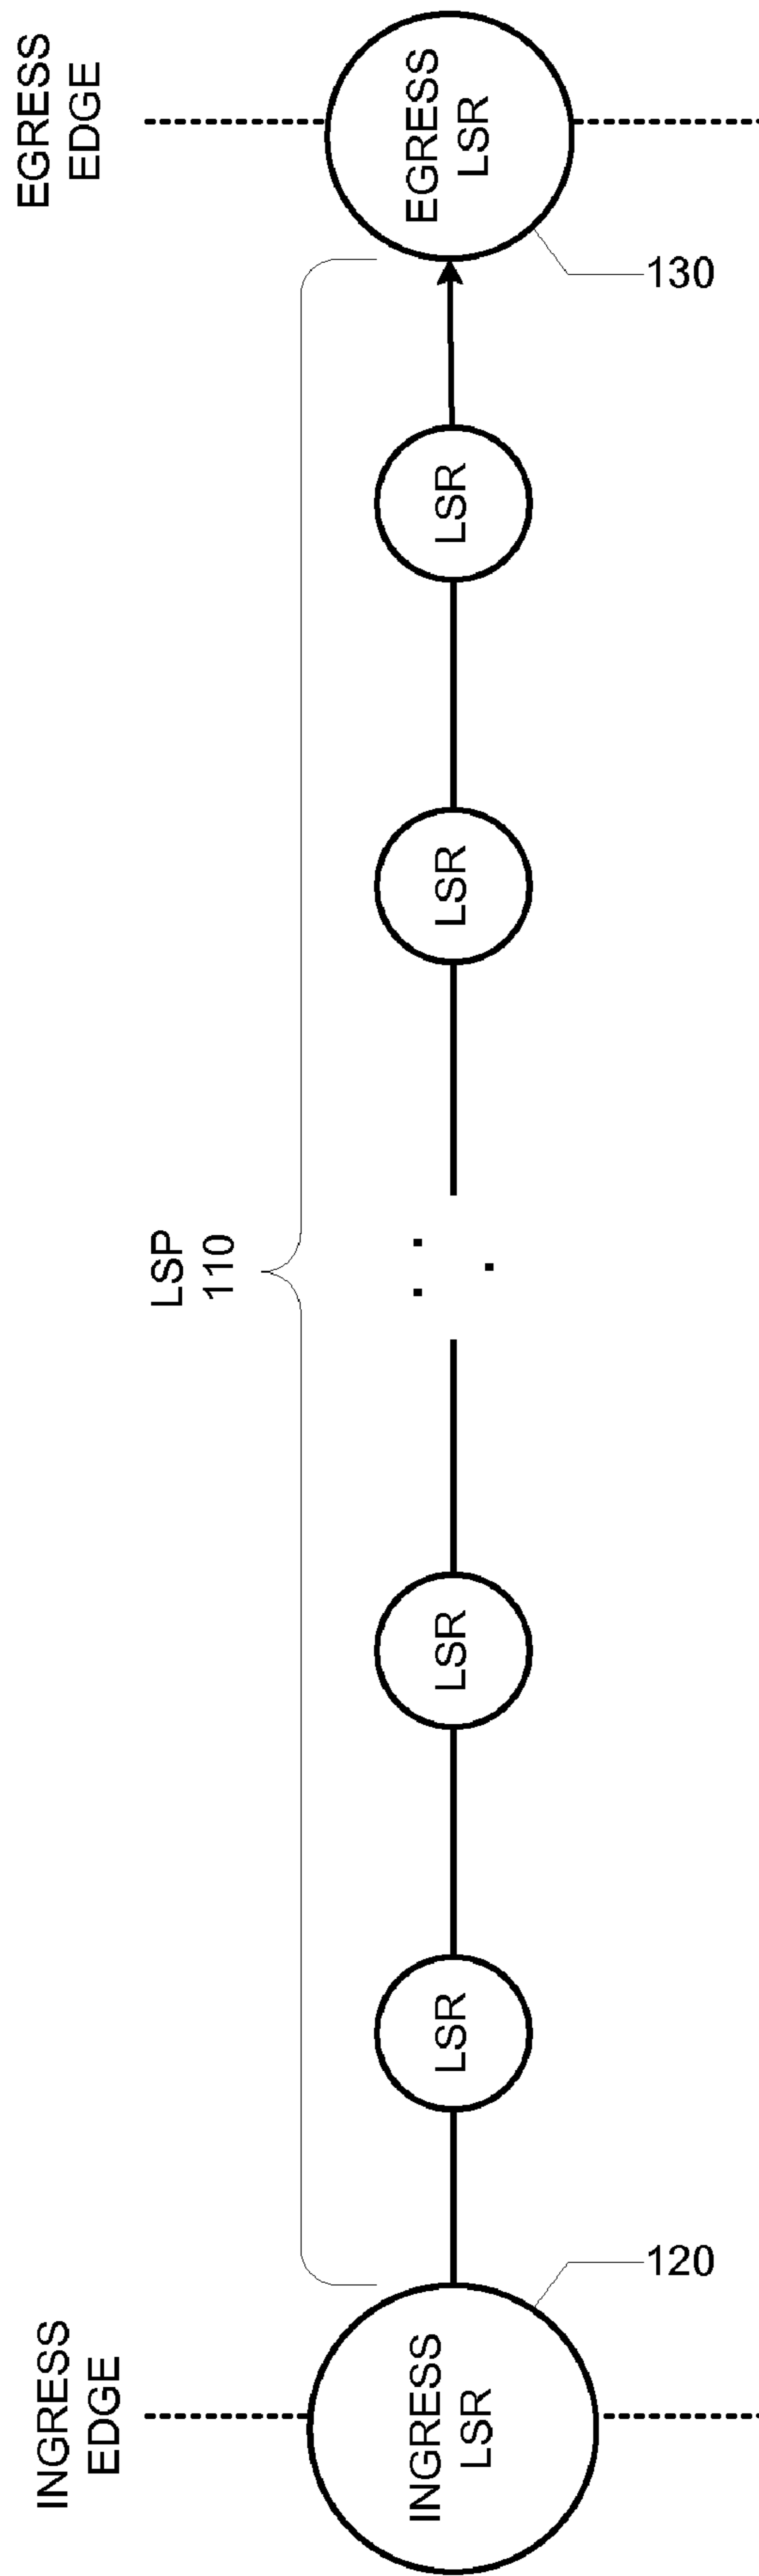 INGRESS
EDGE
EGRESS
EDGE
LSP
110
INGRESS
LSR
LSR
LSR
. . .
LSR
LSR
EGRESS
LSR
120
130